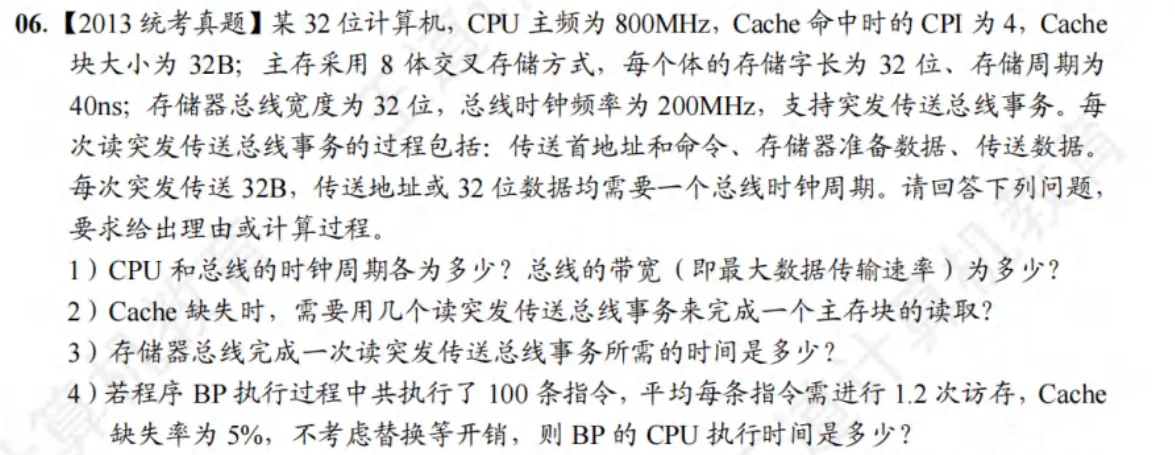 06.【2013 统考真题】某 32 位计算机，CPU 主频为 800MHz，Cache 命中时的 CPI 为 4，Cache
块大小为 32B；主存采用 8 体交叉存储方式，每个体的存储字长为 32 位、存储周期为
40ns；存储器总线宽度为 32 位，总线时钟频率为 200MHz，支持突发传送总线事务。每
次读突发传送总线事务的过程包括：传送首地址和命令、存储器准备数据、传送数据。
每次突发传送 32B，传送地址或 32 位数据均需要一个总线时钟周期。请回答下列问题，
要求给出理由或计算过程。
1）CPU 和总线的时钟周期各为多少？总线的带宽（即最大数据传输速率）为多少？
2）Cache 缺失时，需要用几个读突发传送总线事务来完成一个主存块的读取？
3）存储器总线完成一次读突发传送总线事务所需的时间是多少？
4）若程序 BP 执行过程中共执行了 100 条指令，平均每条指令需进行 1.2 次访存，Cache
缺失率为 5%，不考虑替换等开销，则 BP 的 CPU 执行时间是多少？